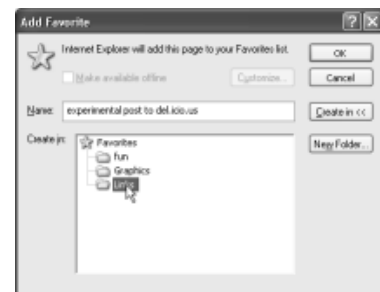 Add Favorite
Internet Explorer will add this page to your Favorites list.
OK
Make available offline
Customize...
Cancel
Name:
experimental post to del.icio.us
Create in <<
Create in:
Favorites
New Folder...
fun
Graphics
Links